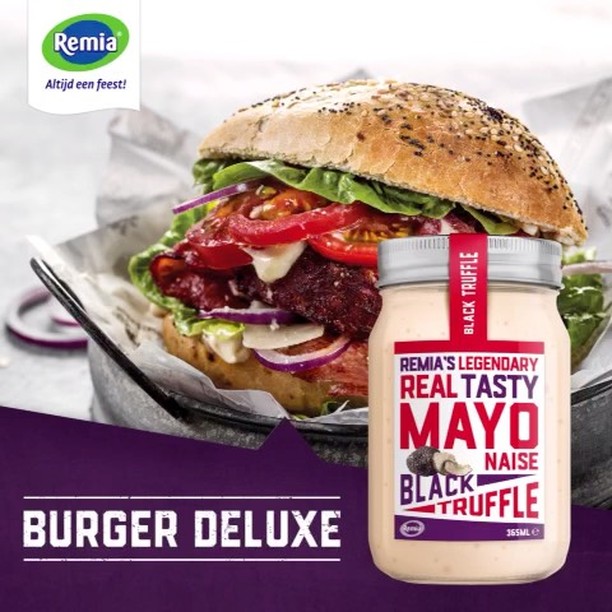 Remia
Altijd een feest!
BLACK TRUFFLE
REMIA'S LEGENDARY
REAL TASTY
MAYO
NAISE
BLACK
TRUFFLE
Remia
365ML e
BURGER DELUXE